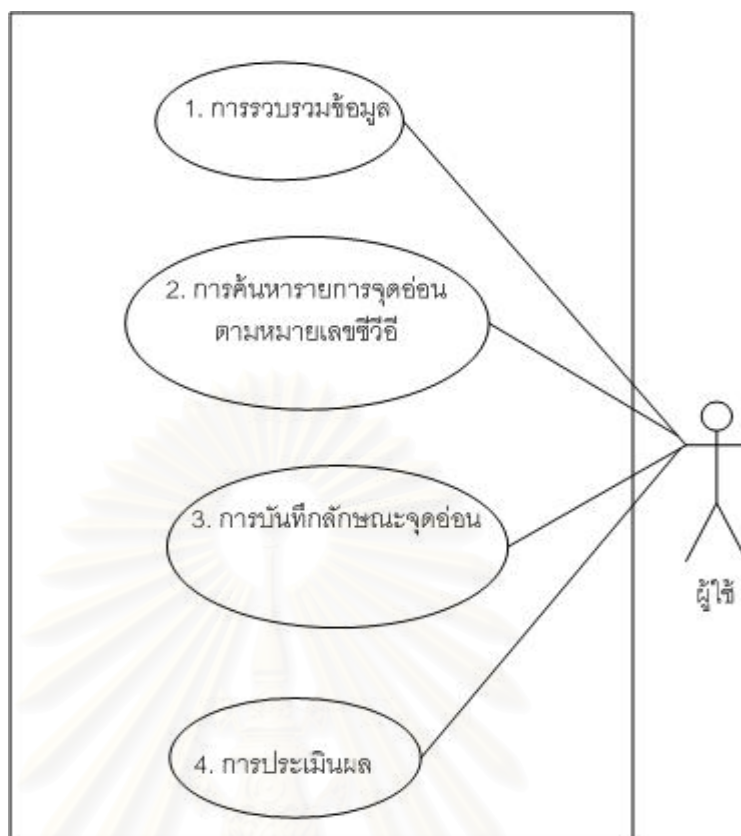 1. การรวบรวมข้อมูล
2. การค้นหารายการจุดอ่อน
ตามหมายเลขซีวีอี
3. การบันทึกลักษณะจุดอ่อน
ผู้ใช้
4. การประเมินผล